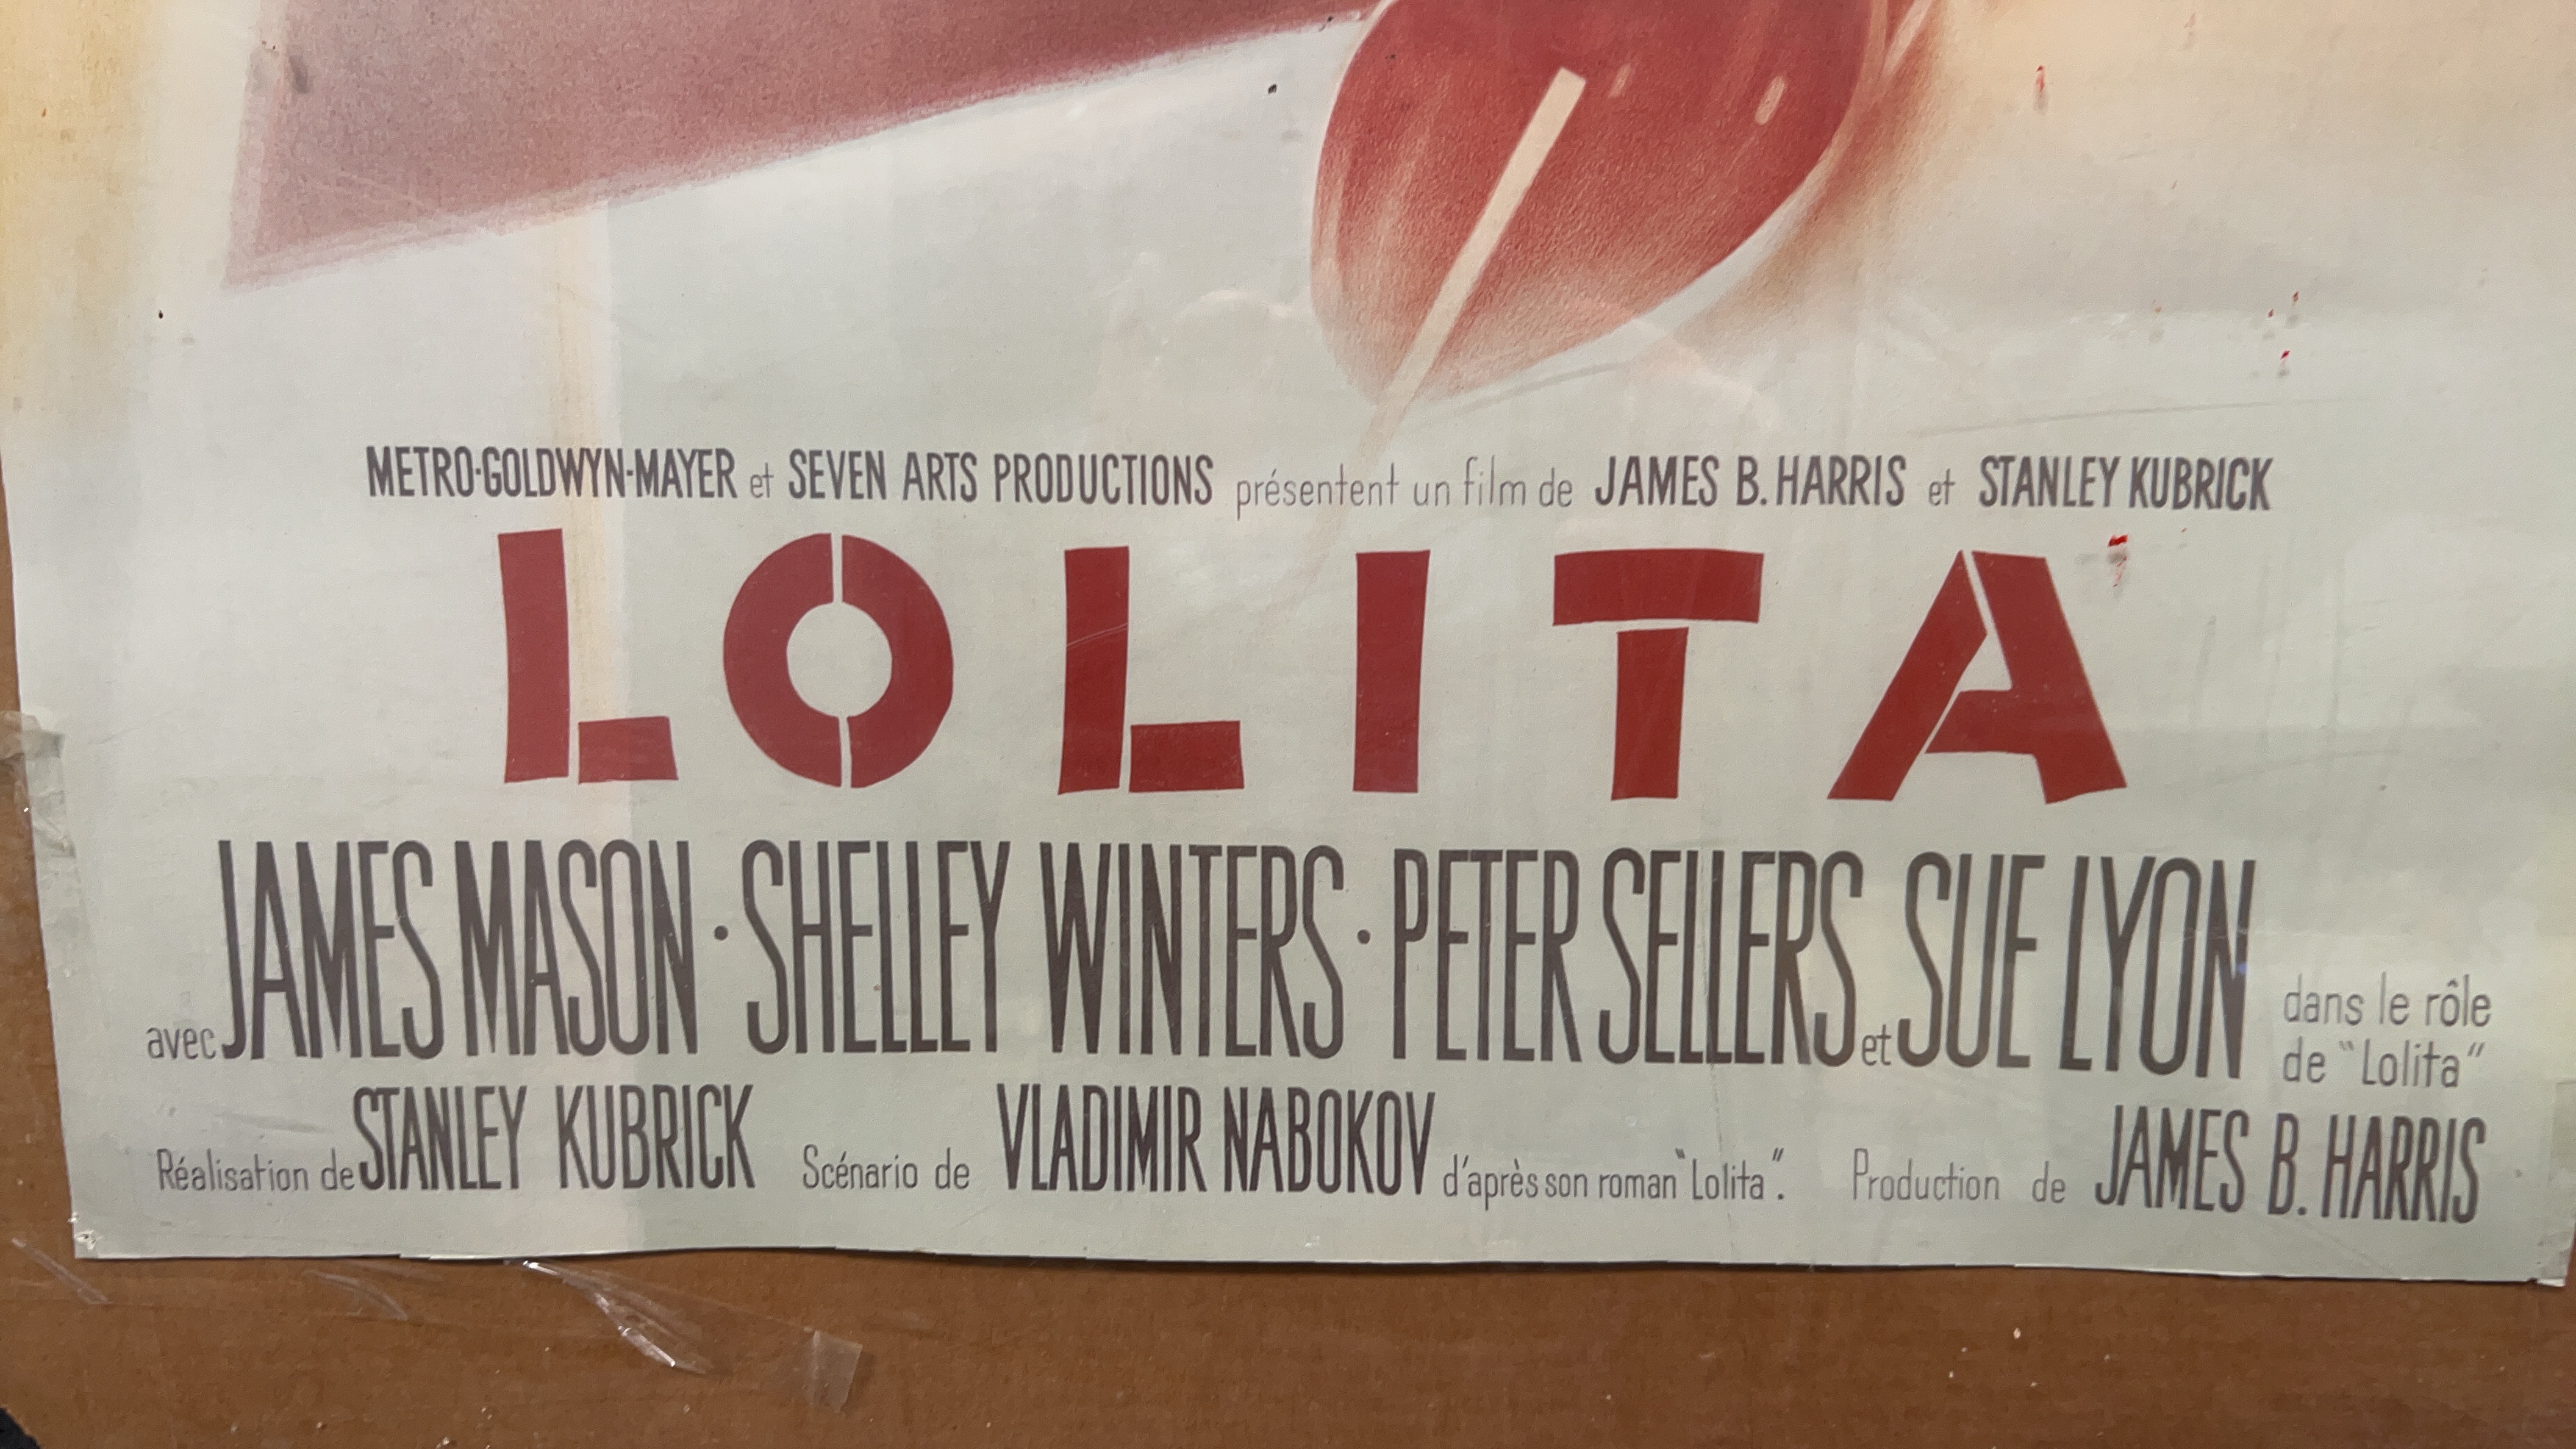 METRO-GOLDWYN-MAYER et SEVEN ARTS PRODUCTIONS présentent un film de JAMES B. HARRIS et STANLEY KUBRICK
LOLITA
avec JAMES MASON · SHELLEY WINTERS · PETER SELLERS et SUE LYON dans le rôle
de "Lolita"
Réalisation de STANLEY KUBRICK Scénario de VLADIMIR NABOKOV d'après son roman "Lolita". Production de JAMES B. HARRIS